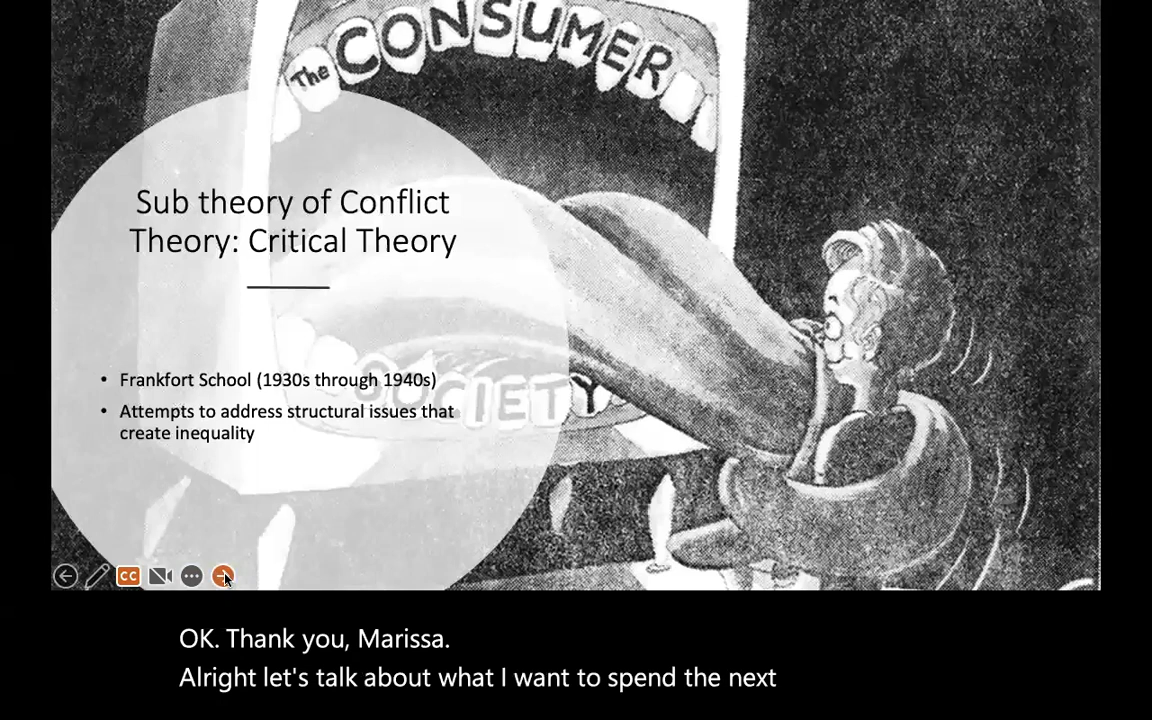 The CONSUMER
Sub theory of Conflict
Theory: Critical Theory
• Frankfort School (1930s through 1940s)
SOCIETY
• Attempts to address structural issues that
create inequality
CC
OK. Thank you, Marissa.
Alright let's talk about what I want to spend the next